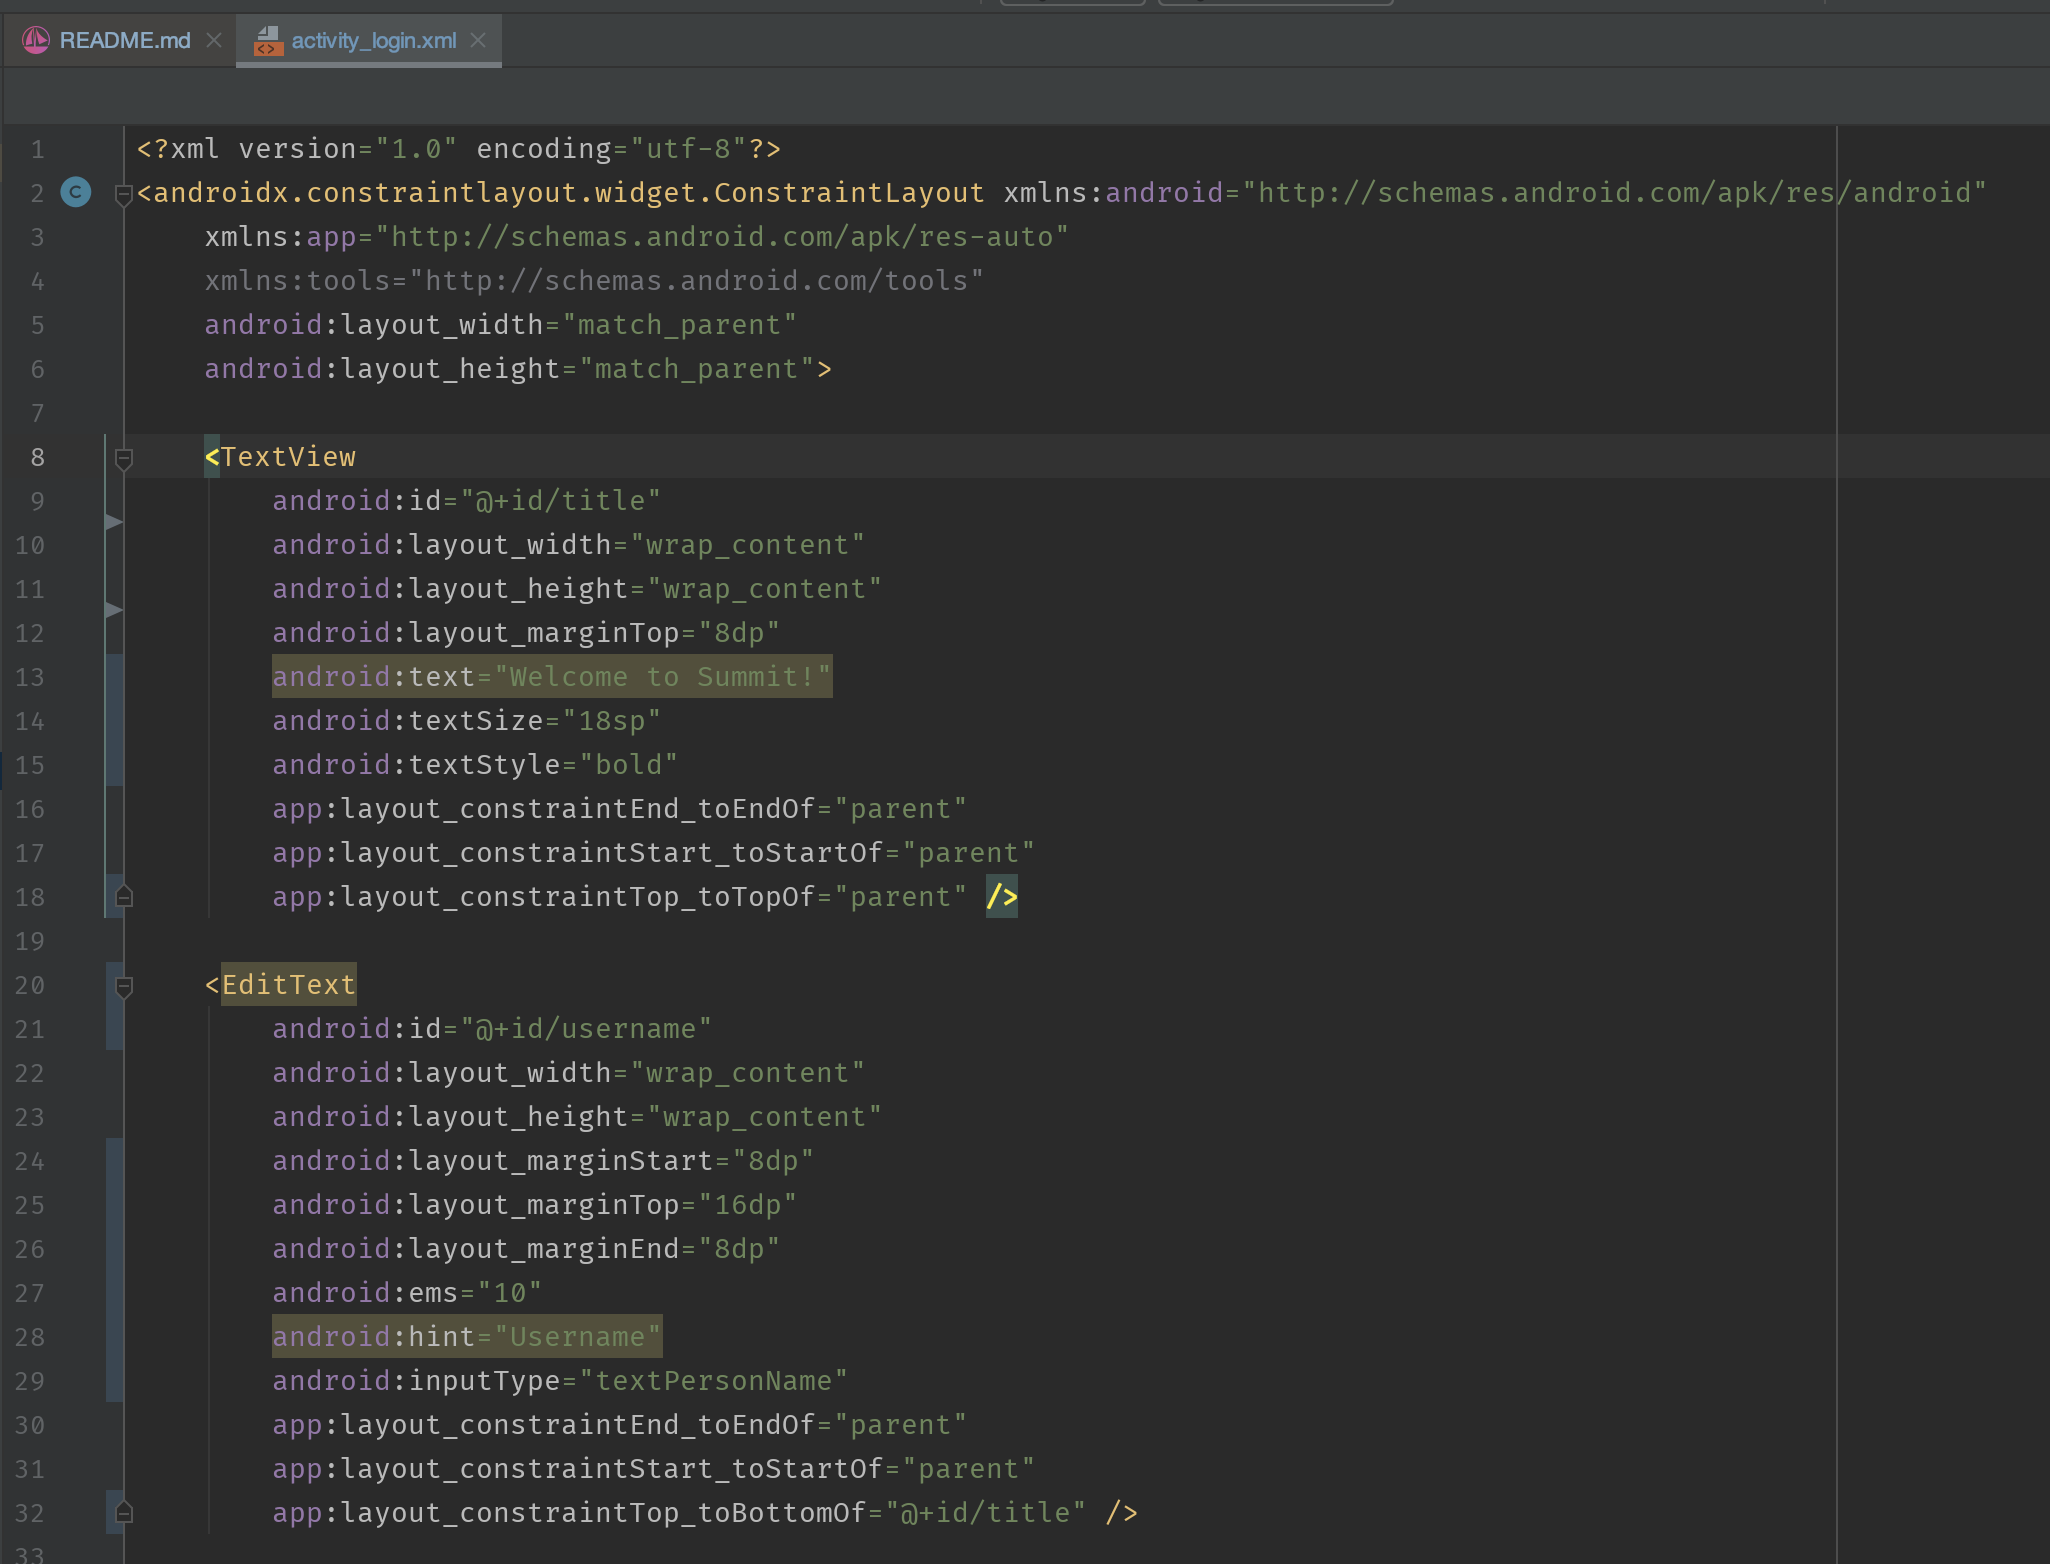 README.md
activity_login.xml
1 <?xml version="1.0" encoding="utf-8"?>
2 <androidx.constraintlayout.widget.ConstraintLayout xmlns:android="http://schemas.android.com/apk/res/android"
3 xmlns:app="http://schemas.android.com/apk/res-auto"
4 xmlns:tools="http://schemas.android.com/tools"
5 android:layout_width="match_parent"
6 android:layout_height="match_parent">
7
8 <TextView
9 android:id="@+id/title"
10 android:layout_width="wrap_content"
11 android:layout_height="wrap_content"
12 android:layout_marginTop="8dp"
13 android:text="Welcome to Summit!"
14 android:textSize="18sp"
15 android:textStyle="bold"
16 app:layout_constraintEnd_toEndOf="parent"
17 app:layout_constraintStart_toStartOf="parent"
18 app:layout_constraintTop_toTopOf="parent" />
19
20 <EditText
21 android:id="@+id/username"
22 android:layout_width="wrap_content"
23 android:layout_height="wrap_content"
24 android:layout_marginStart="8dp"
25 android:layout_marginTop="16dp"
26 android:layout_marginEnd="8dp"
27 android:ems="10"
28 android:hint="Username"
29 android:inputType="textPersonName"
30 app:layout_constraintEnd_toEndOf="parent"
31 app:layout_constraintStart_toStartOf="parent"
32 app:layout_constraintTop_toBottomOf="@+id/title" />
33